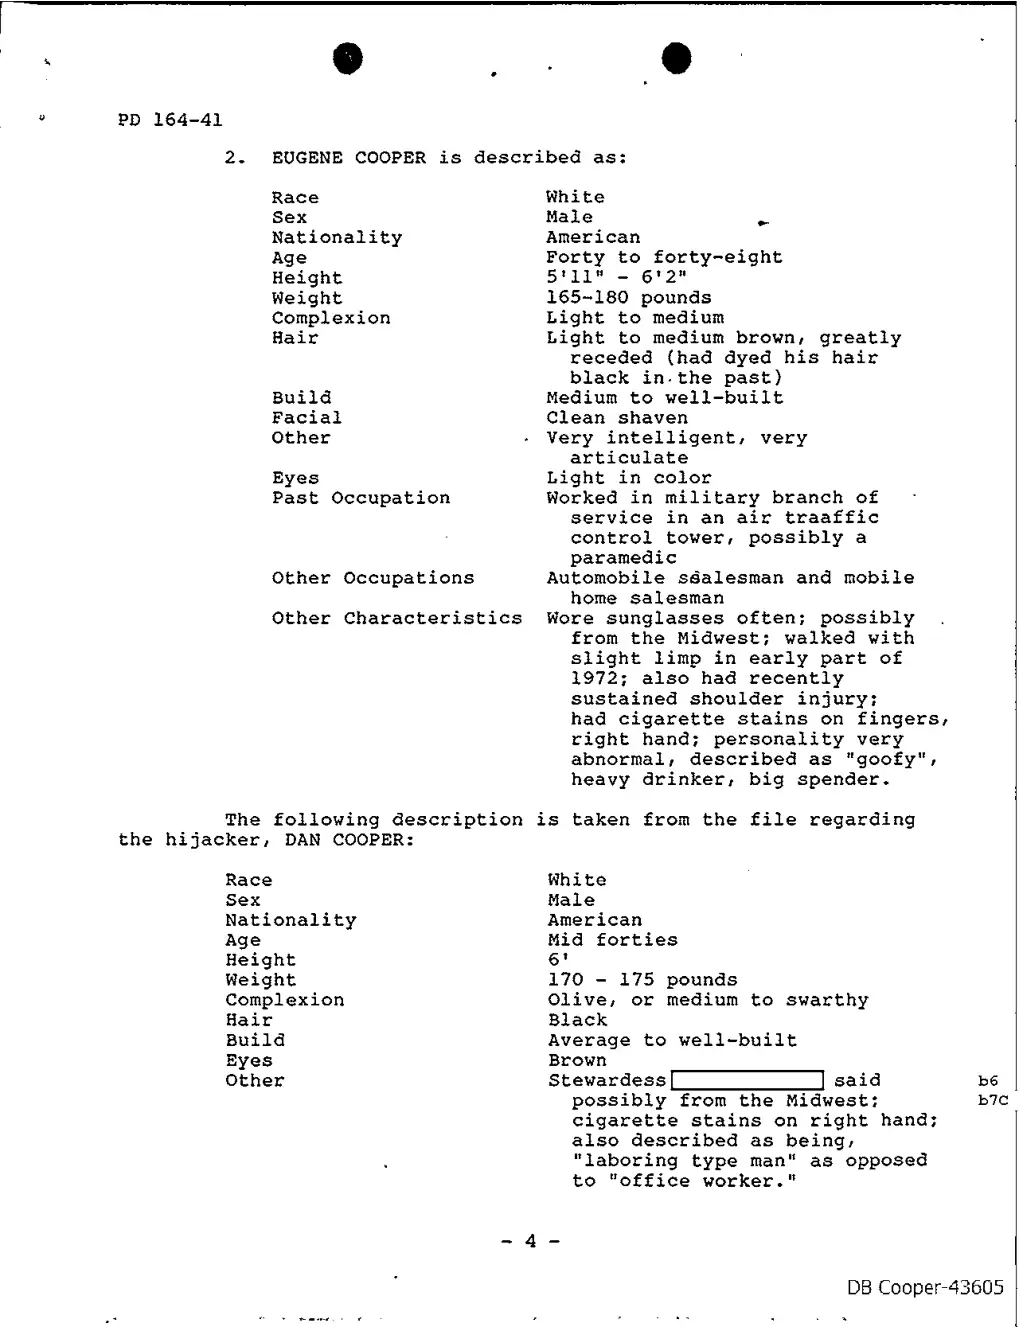 PD 164-41
2. EUGENE COOPER is described as:
Race White
Sex Male
Nationality American
Age Forty to forty-eight
Height 5'11" - 6'2"
Weight 165-180 pounds
Complexion Light to medium
Hair Light to medium brown, greatly
receded (had dyed his hair
black in the past)
Build Medium to well-built
Facial Clean shaven
Other Very intelligent, very
articulate
Eyes Light in color
Past Occupation Worked in military branch of
service in an air traaffic
control tower, possibly a
paramedic
Other Occupations Automobile saalesman and mobile
home salesman
Other Characteristics Wore sunglasses often; possibly
from the Midwest; walked with
slight limp in early part of
1972; also had recently
sustained shoulder injury;
had cigarette stains on fingers,
right hand; personality very
abnormal, described as "goofy",
heavy drinker, big spender.
The following description is taken from the file regarding
the hijacker, DAN COOPER:
Race White
Sex Male
Nationality American
Age Mid forties
Height 6'
Weight 170 - 175 pounds
Complexion Olive, or medium to swarthy
Hair Black
Build Average to well-built
Eyes Brown
Other Stewardess said b6
possibly from the Midwest; b7C
cigarette stains on right hand;
also described as being,
"laboring type man" as opposed
to "office worker."
- 4 -
DB Cooper-43605